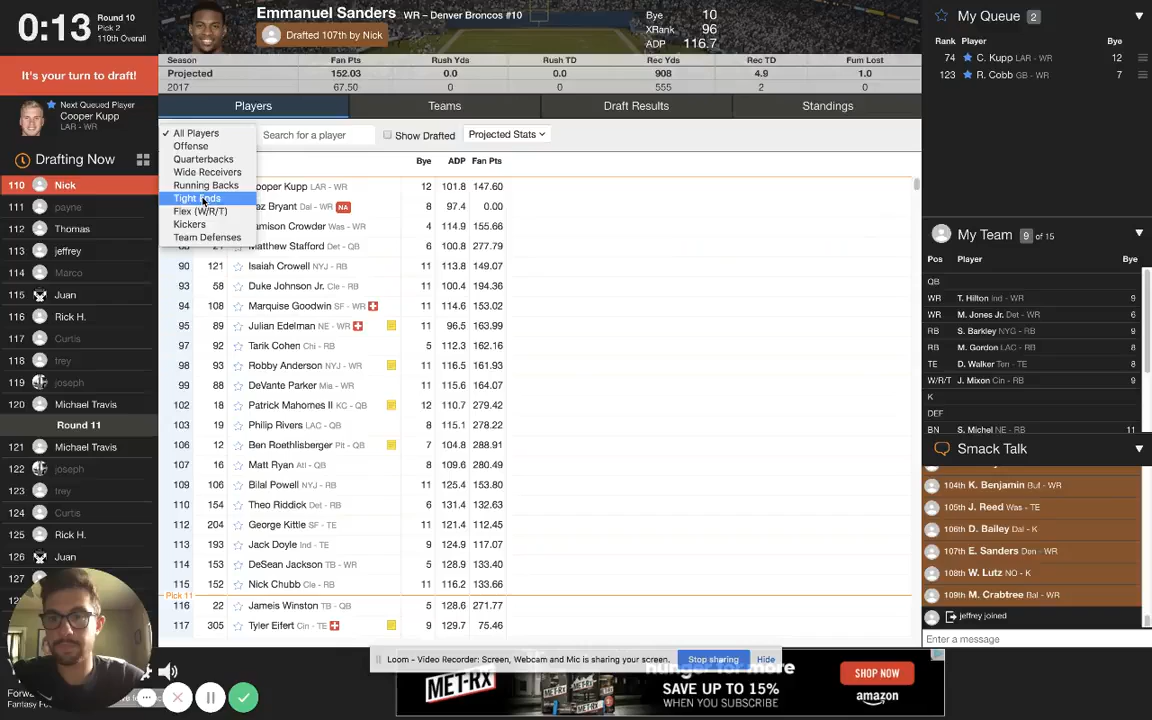 0:13
Round 10
Pick 2
110th Overall
It's your turn to draft!
Next Queued Player
Cooper Kupp
LAR - WR
Drafting Now
110 Nick
111 payne
112 Thomas
113 jeffrey
114 Marco
115 Juan
116 Rick H.
117 Curtis
118 trey
119 joseph
120 Michael Travis
Round 11
121 Michael Travis
122 joseph
123 trey
124 Curtis
125 Rick H.
126 Juan
127
Emmanuel Sanders WR – Denver Broncos #10
Drafted 107th by Nick
Bye 10
XRank 96
ADP 116.7
Season Fan Pts Rush Yds Rush TD Rec Yds Rec TD Fum Lost
Projected 152.03 0.0 0.0 908 4.9 1.0
2017 67.50 0 0 555 2 0
Players Teams Draft Results Standings
✓ All Players
Offense
Quarterbacks
Wide Receivers
Running Backs
Tight Ends
Flex (W/R/T)
Kickers
Team Defenses
Search for a player Show Drafted Projected Stats
Bye ADP Fan Pts
ooper Kupp LAR - WR 12 101.8 147.60
ez Bryant Dal - WR NA 8 97.4 0.00
amison Crowder Was - WR 4 114.9 155.66
Matthew Stafford Det - QB 6 100.8 277.79
90 121 Isaiah Crowell NYJ - RB 11 113.8 149.07
93 58 Duke Johnson Jr. Cle - RB 11 100.4 194.36
94 108 Marquise Goodwin SF - WR 11 114.6 153.02
95 89 Julian Edelman NE - WR 11 96.5 163.99
97 92 Tarik Cohen Chi - RB 5 112.3 162.16
98 93 Robby Anderson NYJ - WR 11 116.5 161.93
99 88 DeVante Parker Mia - WR 11 115.6 164.07
102 18 Patrick Mahomes II KC - QB 12 110.7 279.42
103 19 Philip Rivers LAC - QB 8 115.1 278.22
106 12 Ben Roethlisberger Pit - QB 7 104.8 288.91
107 16 Matt Ryan Atl - QB 8 109.6 280.49
109 106 Bilal Powell NYJ - RB 11 125.4 153.80
110 154 Theo Riddick Det - RB 6 131.4 132.63
112 204 George Kittle SF - TE 11 121.4 112.45
113 193 Jack Doyle Ind - TE 9 124.9 117.07
114 153 DeSean Jackson TB - WR 5 128.9 133.40
115 152 Nick Chubb Cle - RB 11 116.2 133.66
Pick 11
116 22 Jameis Winston TB - QB 5 128.6 271.77
117 305 Tyler Eifert Cin - TE 9 129.7 75.46
My Queue 2
Rank Player Bye
74 C. Kupp LAR - WR 12
123 R. Cobb GB - WR 7
My Team 9 of 15
Pos Player Bye
QB
WR T. Hilton Ind - WR 9
WR M. Jones Jr. Det - WR 6
RB S. Barkley NYG - RB 9
RB M. Gordon LAC - RB 8
TE D. Walker Ten - TE 8
W/R/T J. Mixon Cin - RB 9
K
DEF
BN S. Michel NE - RB 11
Smack Talk
104th K. Benjamin Buf - WR
105th J. Reed Was - TE
106th D. Bailey Dal - K
107th E. Sanders Den - WR
108th W. Lutz NO - K
109th M. Crabtree Bal - WR
jeffrey joined
Enter a message
Loom – Video Recorder: Screen, Webcam and Mic is sharing your screen. Stop sharing Hide
hunger for more
MET-RX SAVE UP TO 15%
WHEN YOU SUBSCRIBE
SHOP NOW
amazon
Forw
Fantasy Fo